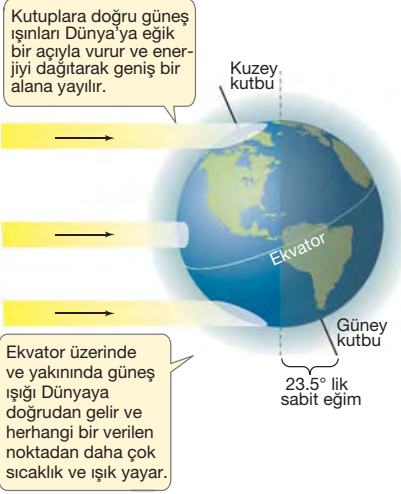 Kutuplara doğru güneş
ışınları Dünya’ya eğik
bir açıyla vurur ve ener-
jiyi dağıtarak geniş bir
alana yayılır.
Kuzey
kutbu
Ekvator
Güney
kutbu
23.5° lik
sabit eğim
Ekvator üzerinde
ve yakınında güneş
ışığı Dünyaya
doğrudan gelir ve
herhangi bir verilen
noktadan daha çok
sıcaklık ve ışık yayar.